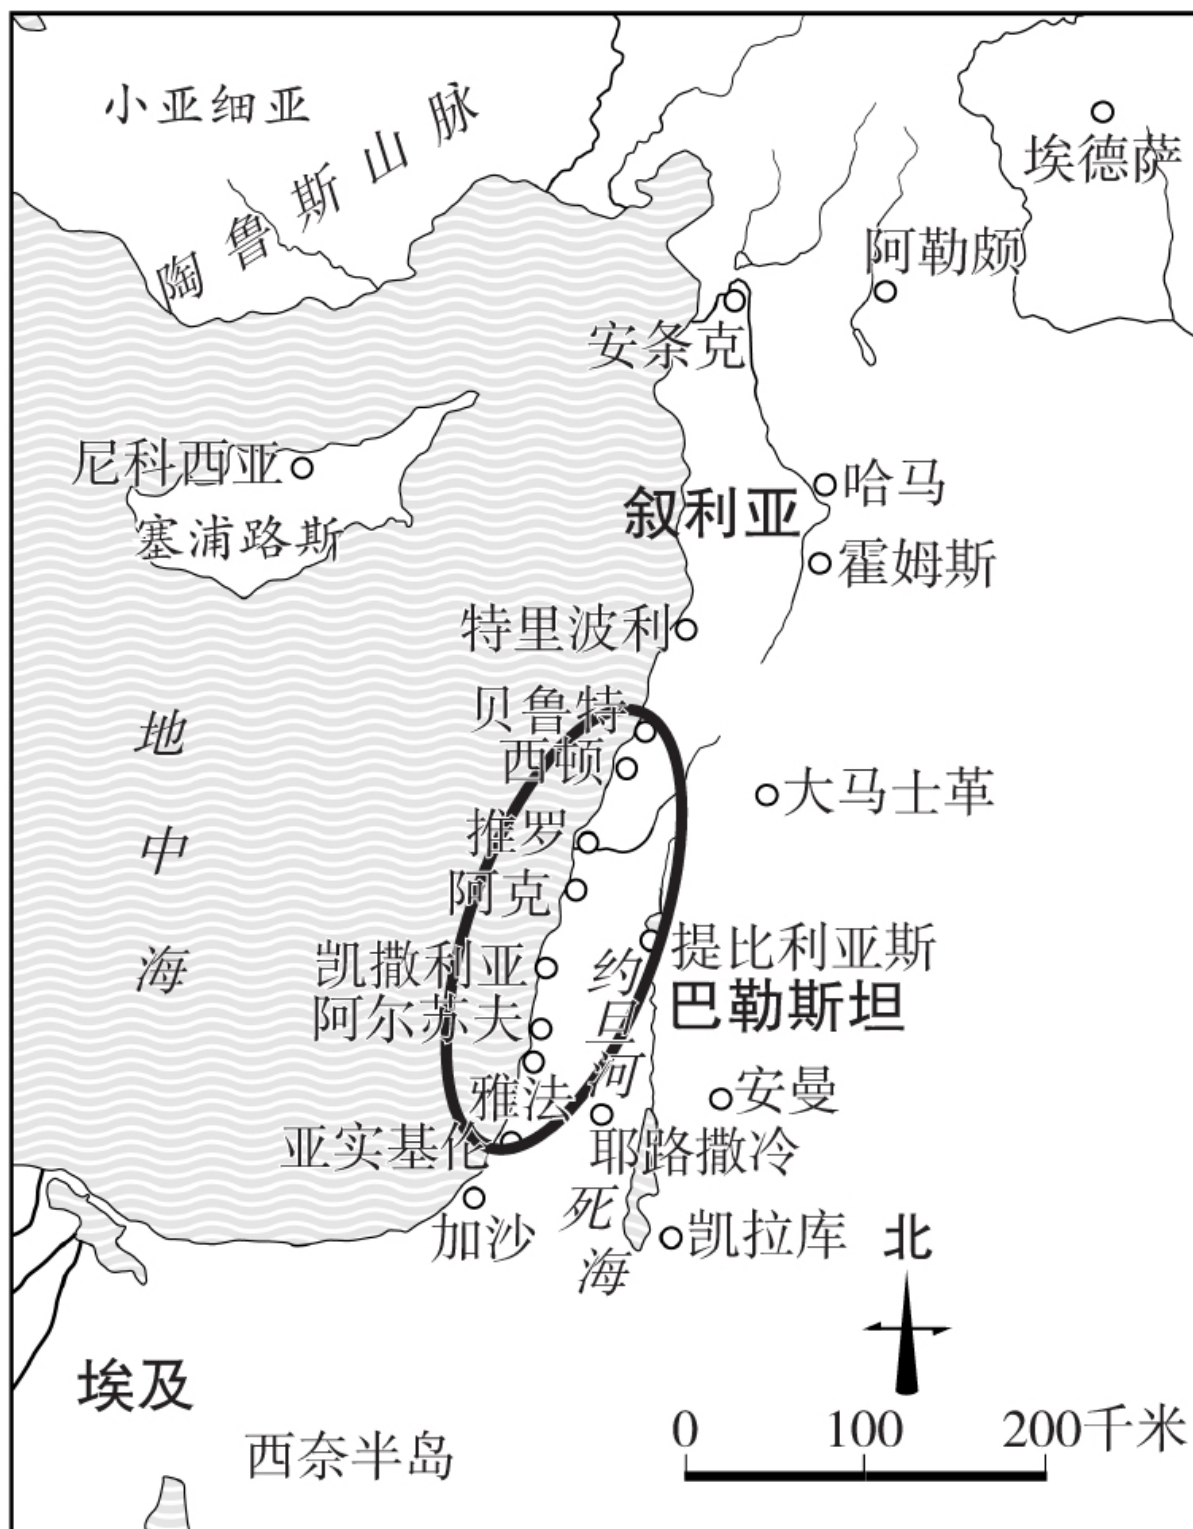 小亚细亚
陶鲁斯山脉
埃德萨
阿勒颇
安条克
尼科西亚
塞浦路斯
哈马
叙利亚
霍姆斯
特里波利
贝鲁特
西顿
大马士革
推罗
阿克
地中海
提比利亚斯
凯撒利亚
约旦河
巴勒斯坦
阿尔苏夫
雅法
安曼
亚实基伦
耶路撒冷
死海
加沙
凯拉库
北
埃及
西奈半岛
0 100 200千米